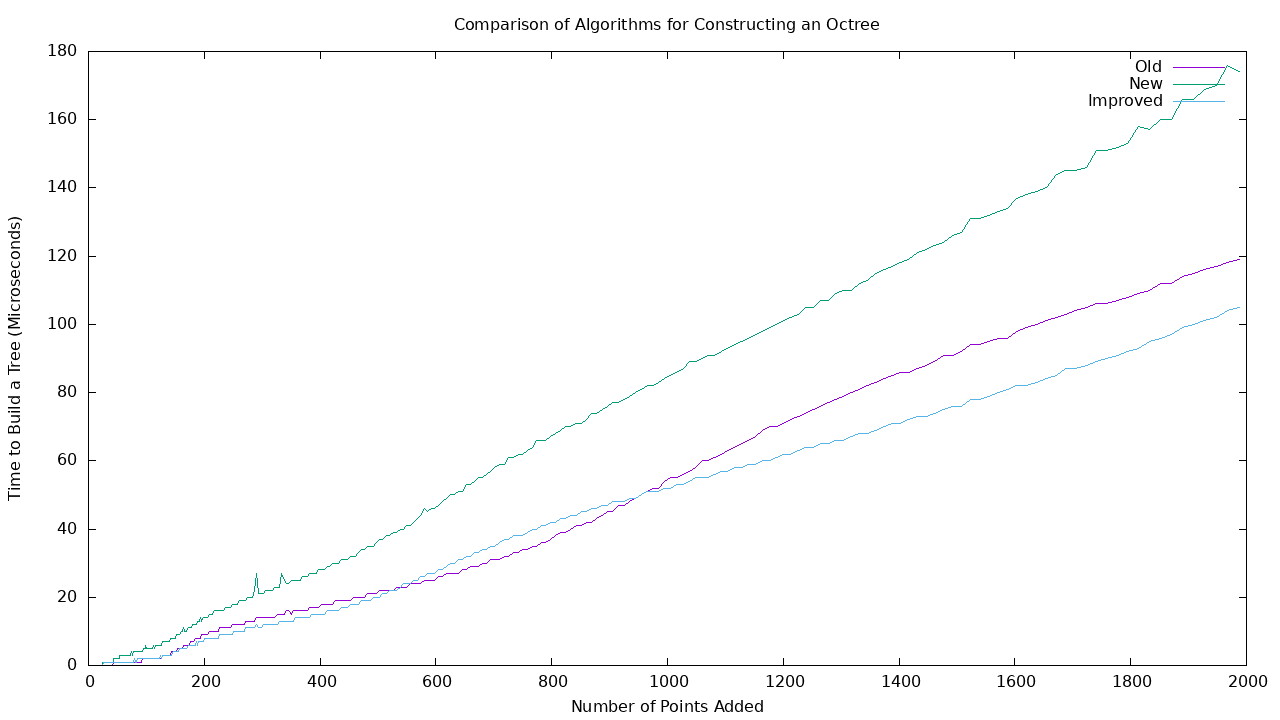 Comparison of Algorithms for Constructing an Octree
Old
New
Improved
Time to Build a Tree (Microseconds)
180
160
140
120
100
80
60
40
20
0
0 200 400 600 800 1000 1200 1400 1600 1800 2000
Number of Points Added